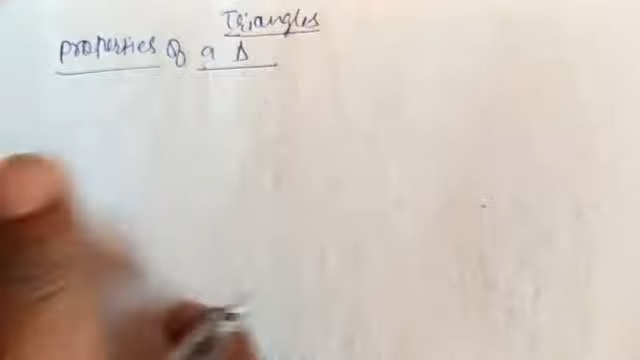 Triangles
properties of a Δ